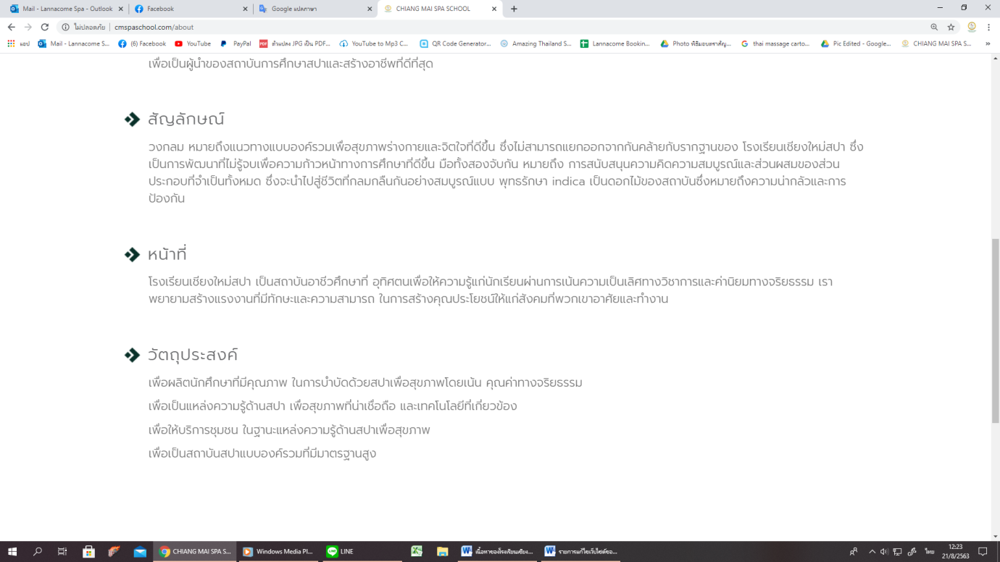 Mail - Lannacome Spa - Outlook
Facebook
Google แปลภาษา
CHIANG MAI SPA SCHOOL
ไม่ปลอดภัย | cmspaschool.com/about
แอป
Mail - Lannacome S...
(6) Facebook
YouTube
PayPal
ตัวแปลง JPG เป็น PDF...
YouTube to Mp3 C...
QR Code Generator...
Amazing Thailand S...
Lannacome Bookin...
Photo พิธีมอบตราสัญ...
thai massage carto...
Pic Edited - Google...
CHIANG MAI SPA S...
เพื่อเป็นผู้นำของสถาบันการศึกษาสปาและสร้างอาชีพที่ดีที่สุด
สัญลักษณ์
วงกลม หมายถึงแนวทางแบบองค์รวมเพื่อสุขภาพร่างกายและจิตใจที่ดีขึ้น ซึ่งไม่สามารถแยกออกจากกันคล้ายกับรากฐานของ โรงเรียนเชียงใหม่สปา ซึ่ง
เป็นการพัฒนาที่ไม่รู้จบเพื่อความก้าวหน้าทางการศึกษาที่ดีขึ้น มือทั้งสองจับกัน หมายถึง การสนับสนุนความคิดความสมบูรณ์และส่วนผสมของส่วน
ประกอบที่จำเป็นทั้งหมด ซึ่งจะนำไปสู่ชีวิตที่กลมกลืนกันอย่างสมบูรณ์แบบ พุทธรักษา indica เป็นดอกไม้ของสถาบันซึ่งหมายถึงความน่ากลัวและการ
ป้องกัน
หน้าที่
โรงเรียนเชียงใหม่สปา เป็นสถาบันอาชีวศึกษาที่ อุทิศตนเพื่อให้ความรู้แก่นักเรียนผ่านการเน้นความเป็นเลิศทางวิชาการและค่านิยมทางจริยธรรม เรา
พยายามสร้างแรงงานที่มีทักษะและความสามารถ ในการสร้างคุณประโยชน์ให้แก่สังคมที่พวกเขาอาศัยและทำงาน
วัตถุประสงค์
เพื่อผลิตนักศึกษาที่มีคุณภาพ ในการบำบัดด้วยสปาเพื่อสุขภาพโดยเน้น คุณค่าทางจริยธรรม
เพื่อเป็นแหล่งความรู้ด้านสปา เพื่อสุขภาพที่น่าเชื่อถือ และเทคโนโลยีที่เกี่ยวข้อง
เพื่อให้บริการชุมชน ในฐานะแหล่งความรู้ด้านสปาเพื่อสุขภาพ
เพื่อเป็นสถาบันสปาแบบองค์รวมที่มีมาตรฐานสูง
CHIANG MAI SPA S...
Windows Media Pl...
LINE
เนื้อหาของโรงเรียนเชียง...
รายการแก้ไขเว็บไซต์ขอ...
ไทย
12:23
21/8/2563